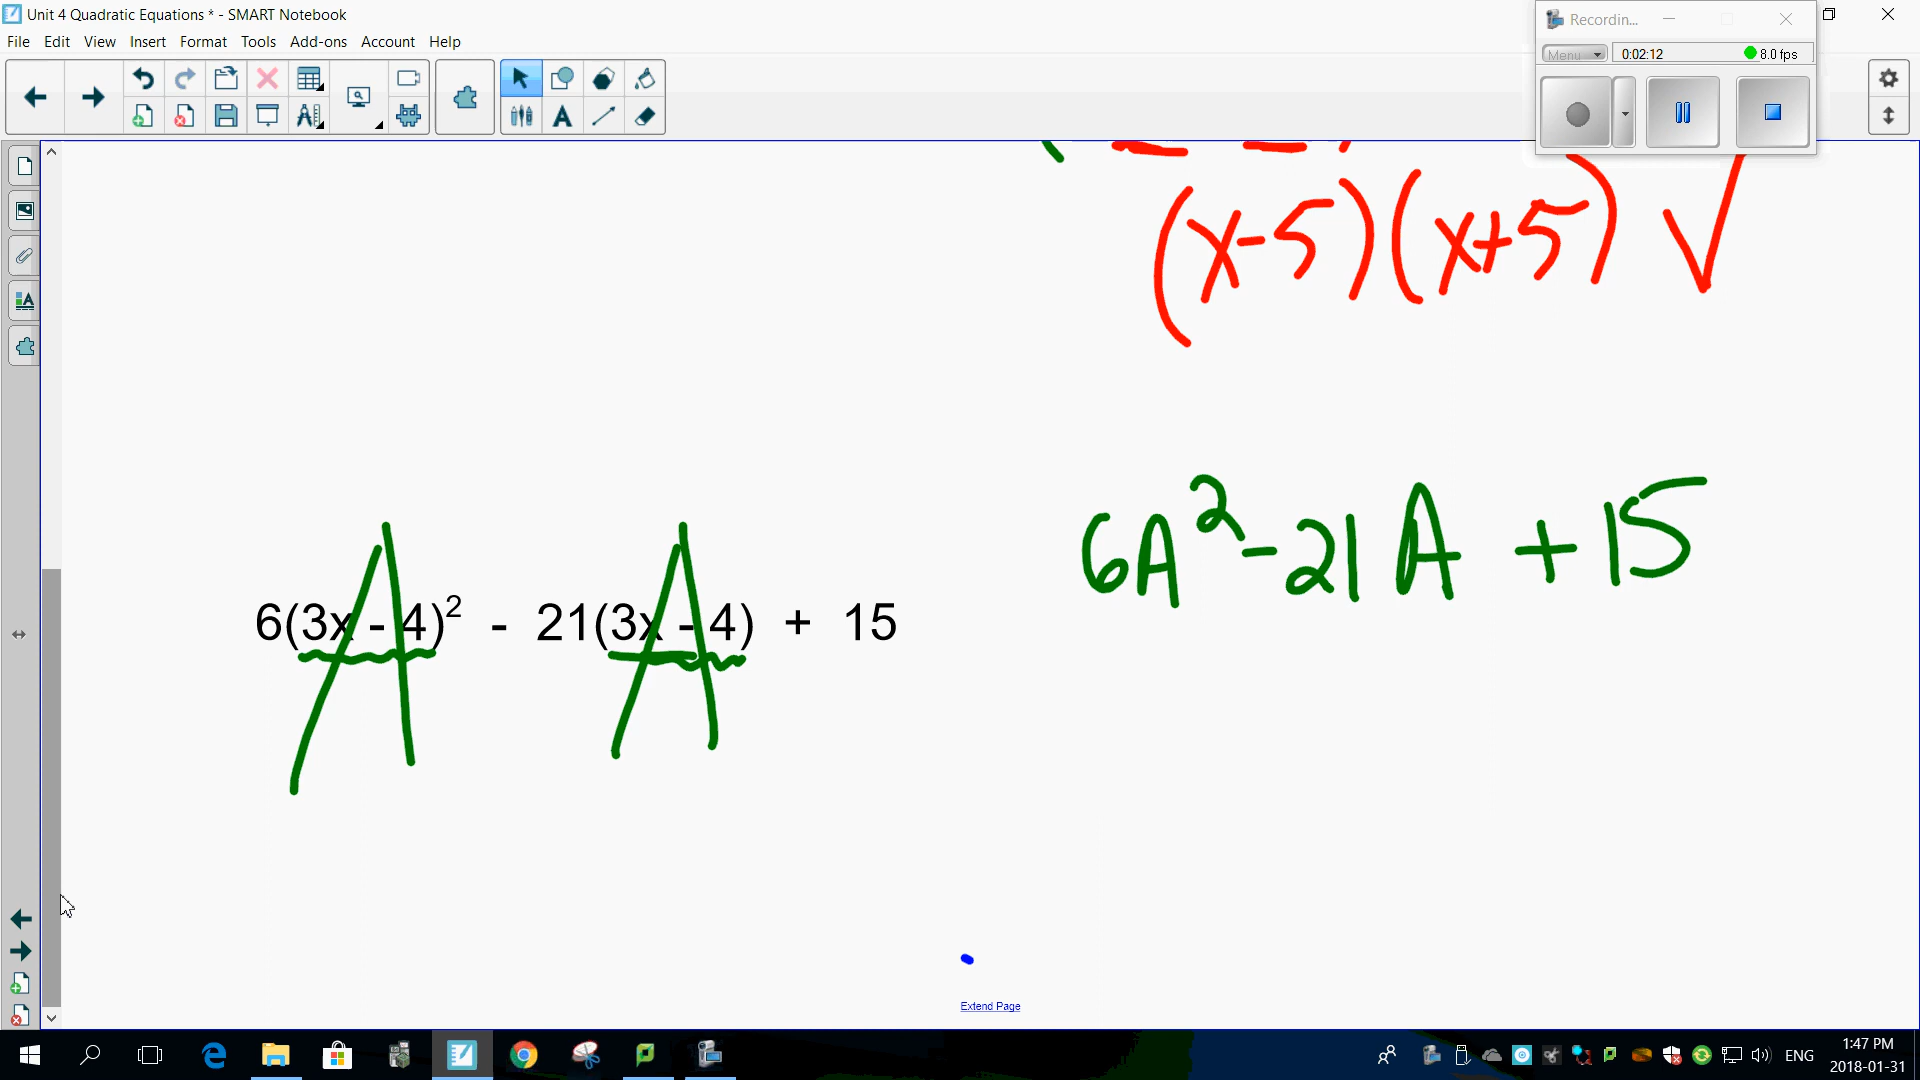 Unit 4 Quadratic Equations * - SMART Notebook
File Edit View Insert Format Tools Add-ons Account Help
Recordin...
Menu 0:02:12 8.0 fps
(x-5)(x+5) √
6A² - 21A + 15
6(3x - 4)² - 21(3x - 4) + 15
A A
Extend Page
ENG
1:47 PM
2018-01-31